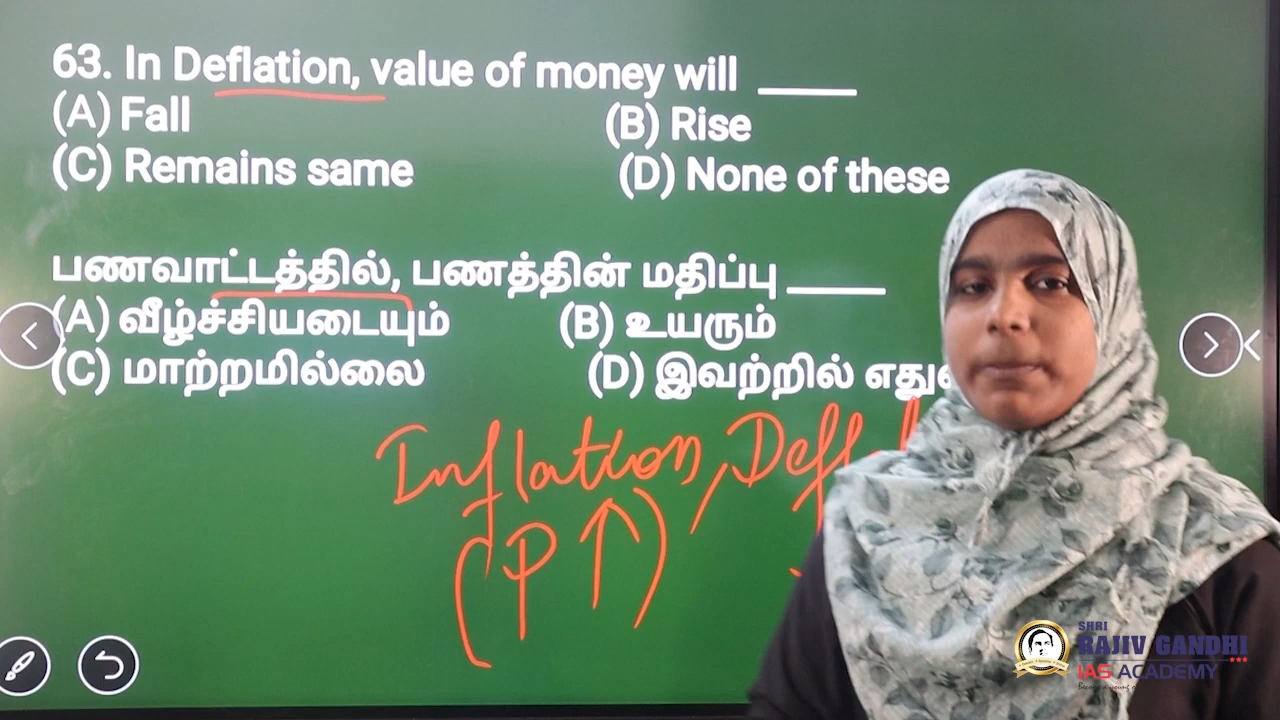 63. In Deflation, value of money will ____
(A) Fall (B) Rise
(C) Remains same (D) None of these
பணவாட்டத்தில், பணத்தின் மதிப்பு ____
(A) வீழ்ச்சியடையும் (B) உயரும்
(C) மாற்றமில்லை (D) இவற்றில்
Inflation,
(P↑)
SHRI
RAJIV GANDHI
IAS ACADEMY